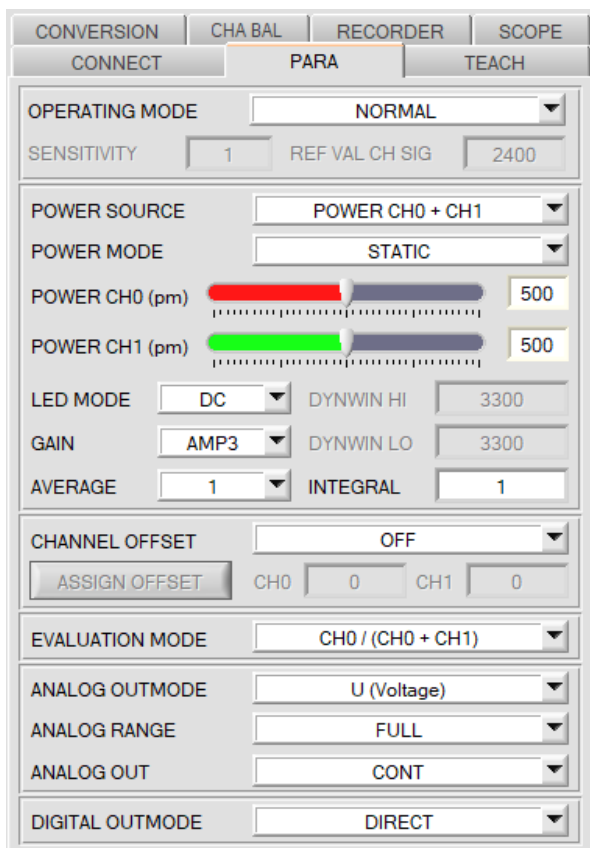 CONVERSION CHA BAL RECORDER SCOPE
CONNECT PARA TEACH
OPERATING MODE NORMAL
SENSITIVITY 1 REF VAL CH SIG 2400
POWER SOURCE POWER CH0 + CH1
POWER MODE STATIC
POWER CH0 (pm) 500
POWER CH1 (pm) 500
LED MODE DC DYNWIN HI 3300
GAIN AMP3 DYNWIN LO 3300
AVERAGE 1 INTEGRAL 1
CHANNEL OFFSET OFF
ASSIGN OFFSET CH0 0 CH1 0
EVALUATION MODE CH0 / (CH0 + CH1)
ANALOG OUTMODE U (Voltage)
ANALOG RANGE FULL
ANALOG OUT CONT
DIGITAL OUTMODE DIRECT